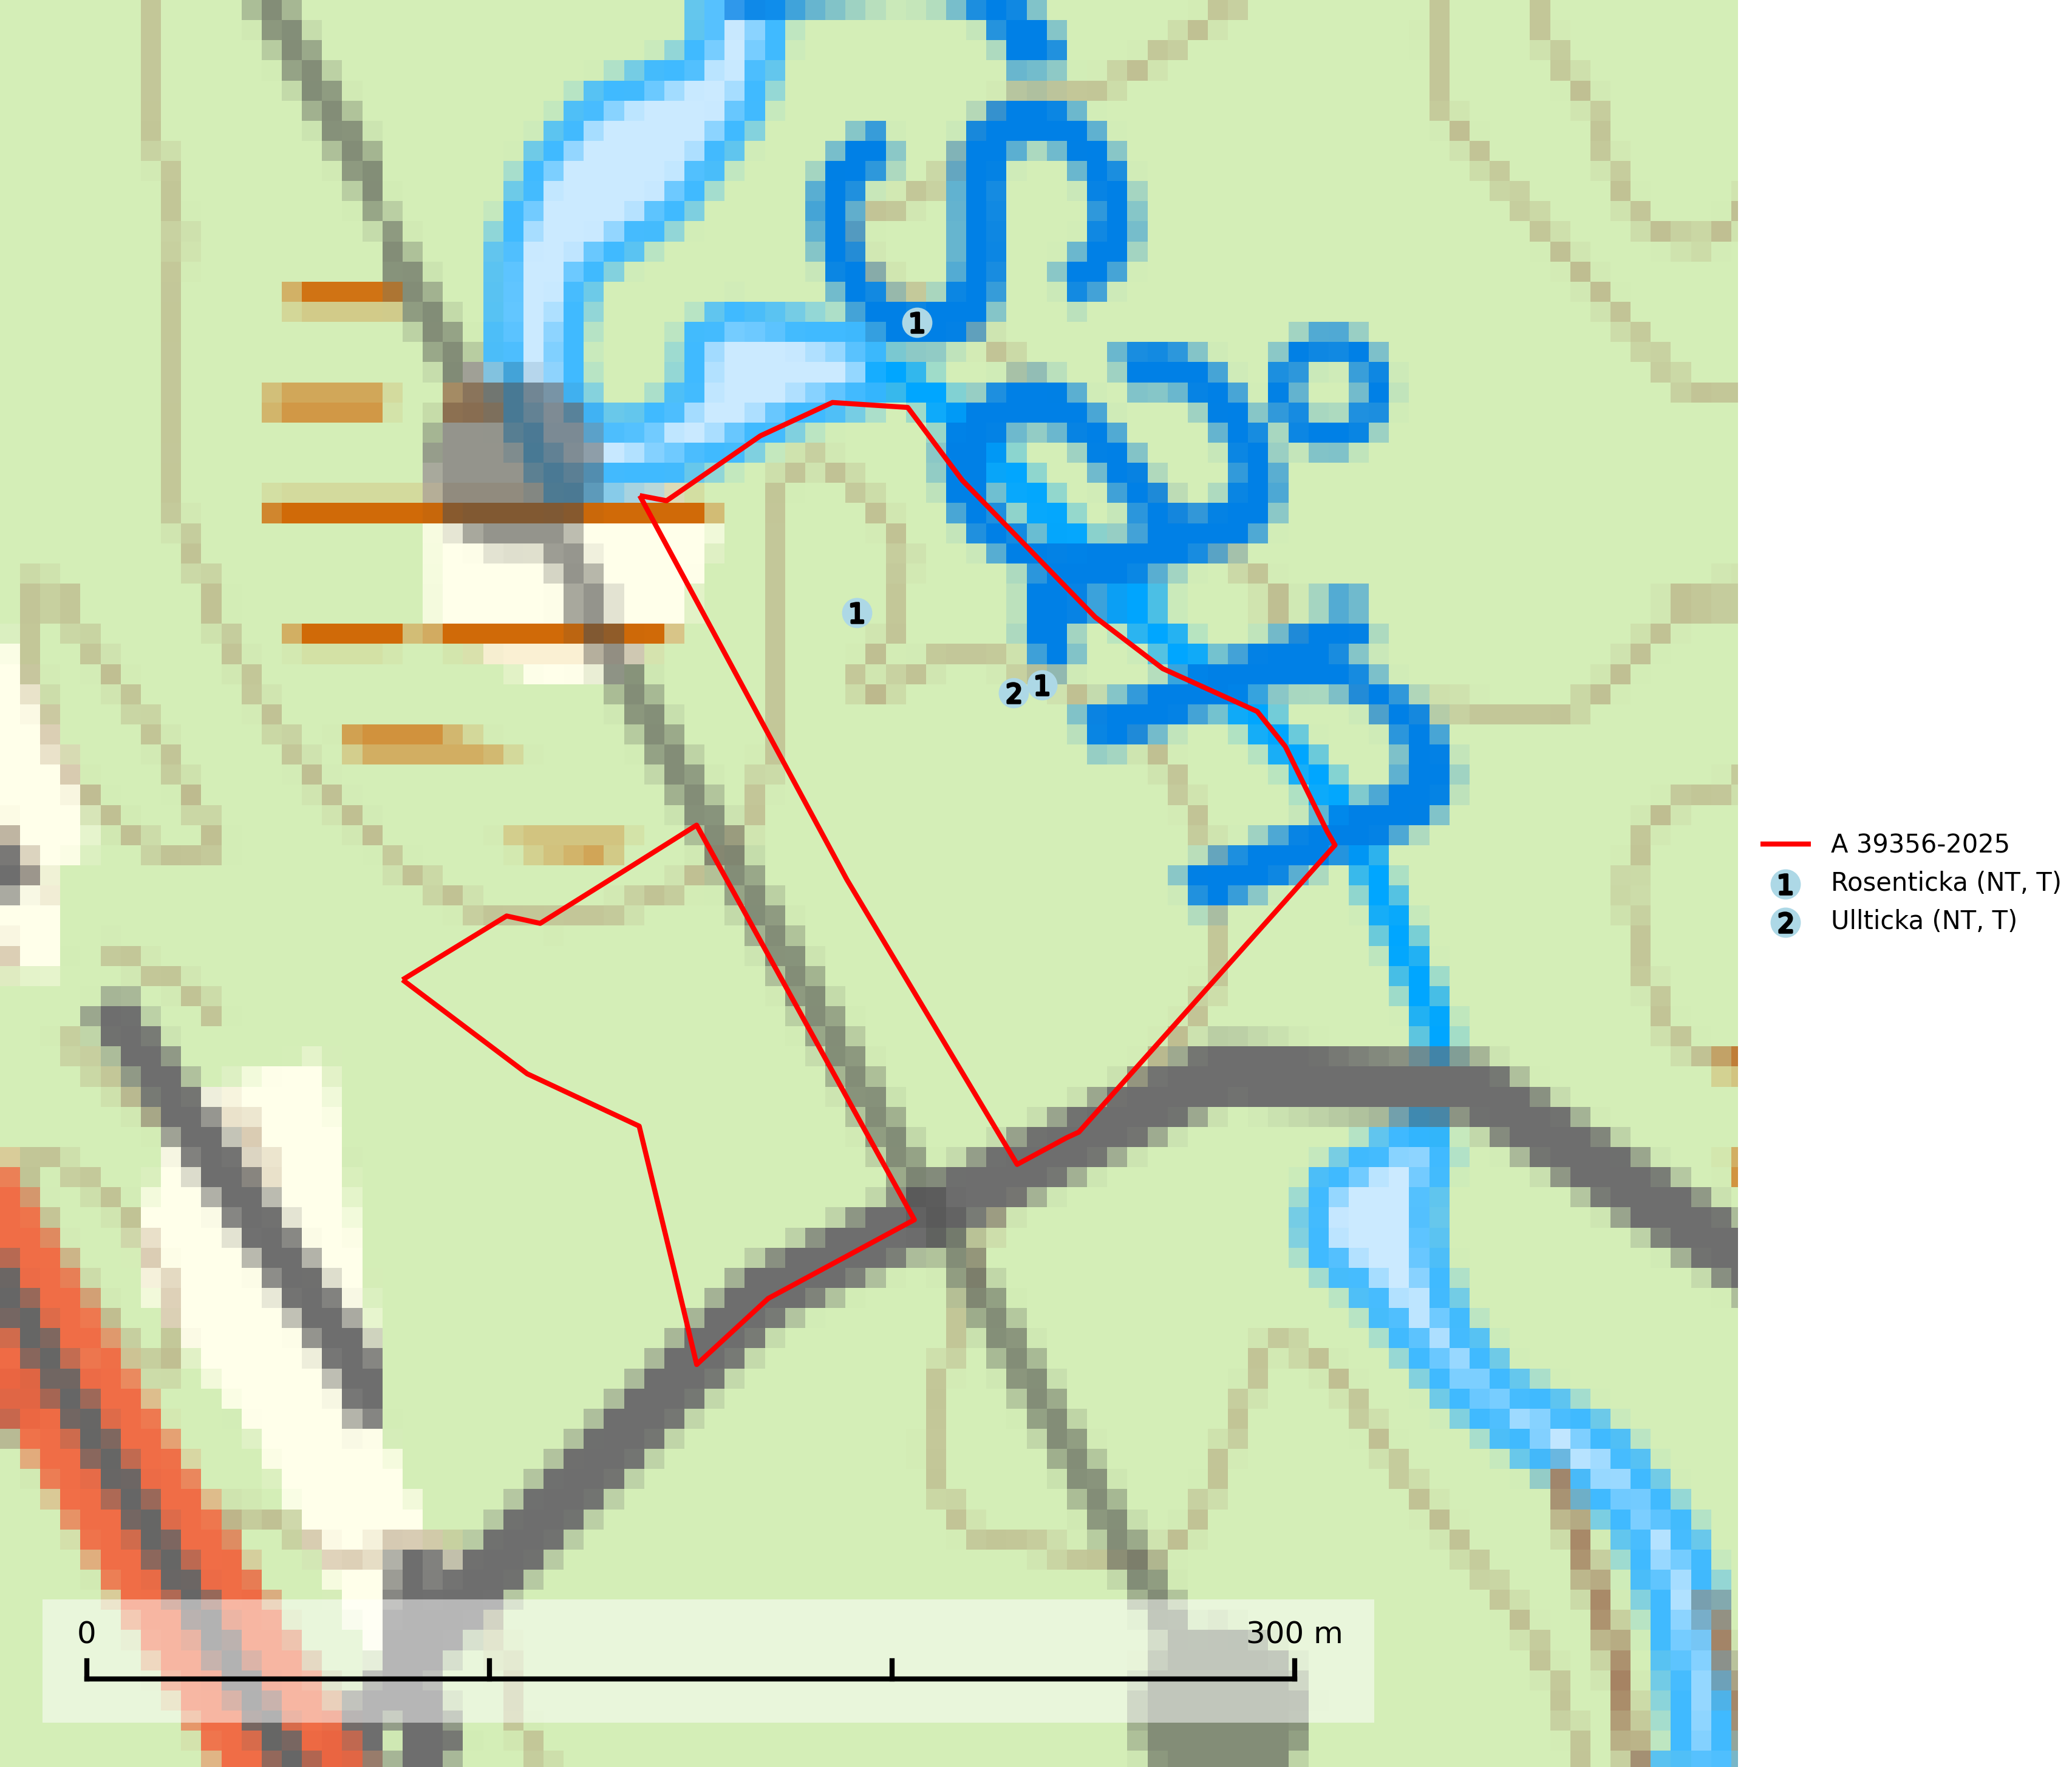 1
1
2 1
A 39356-2025
1 Rosenticka (NT, T)
2 Ullticka (NT, T)
0 300 m